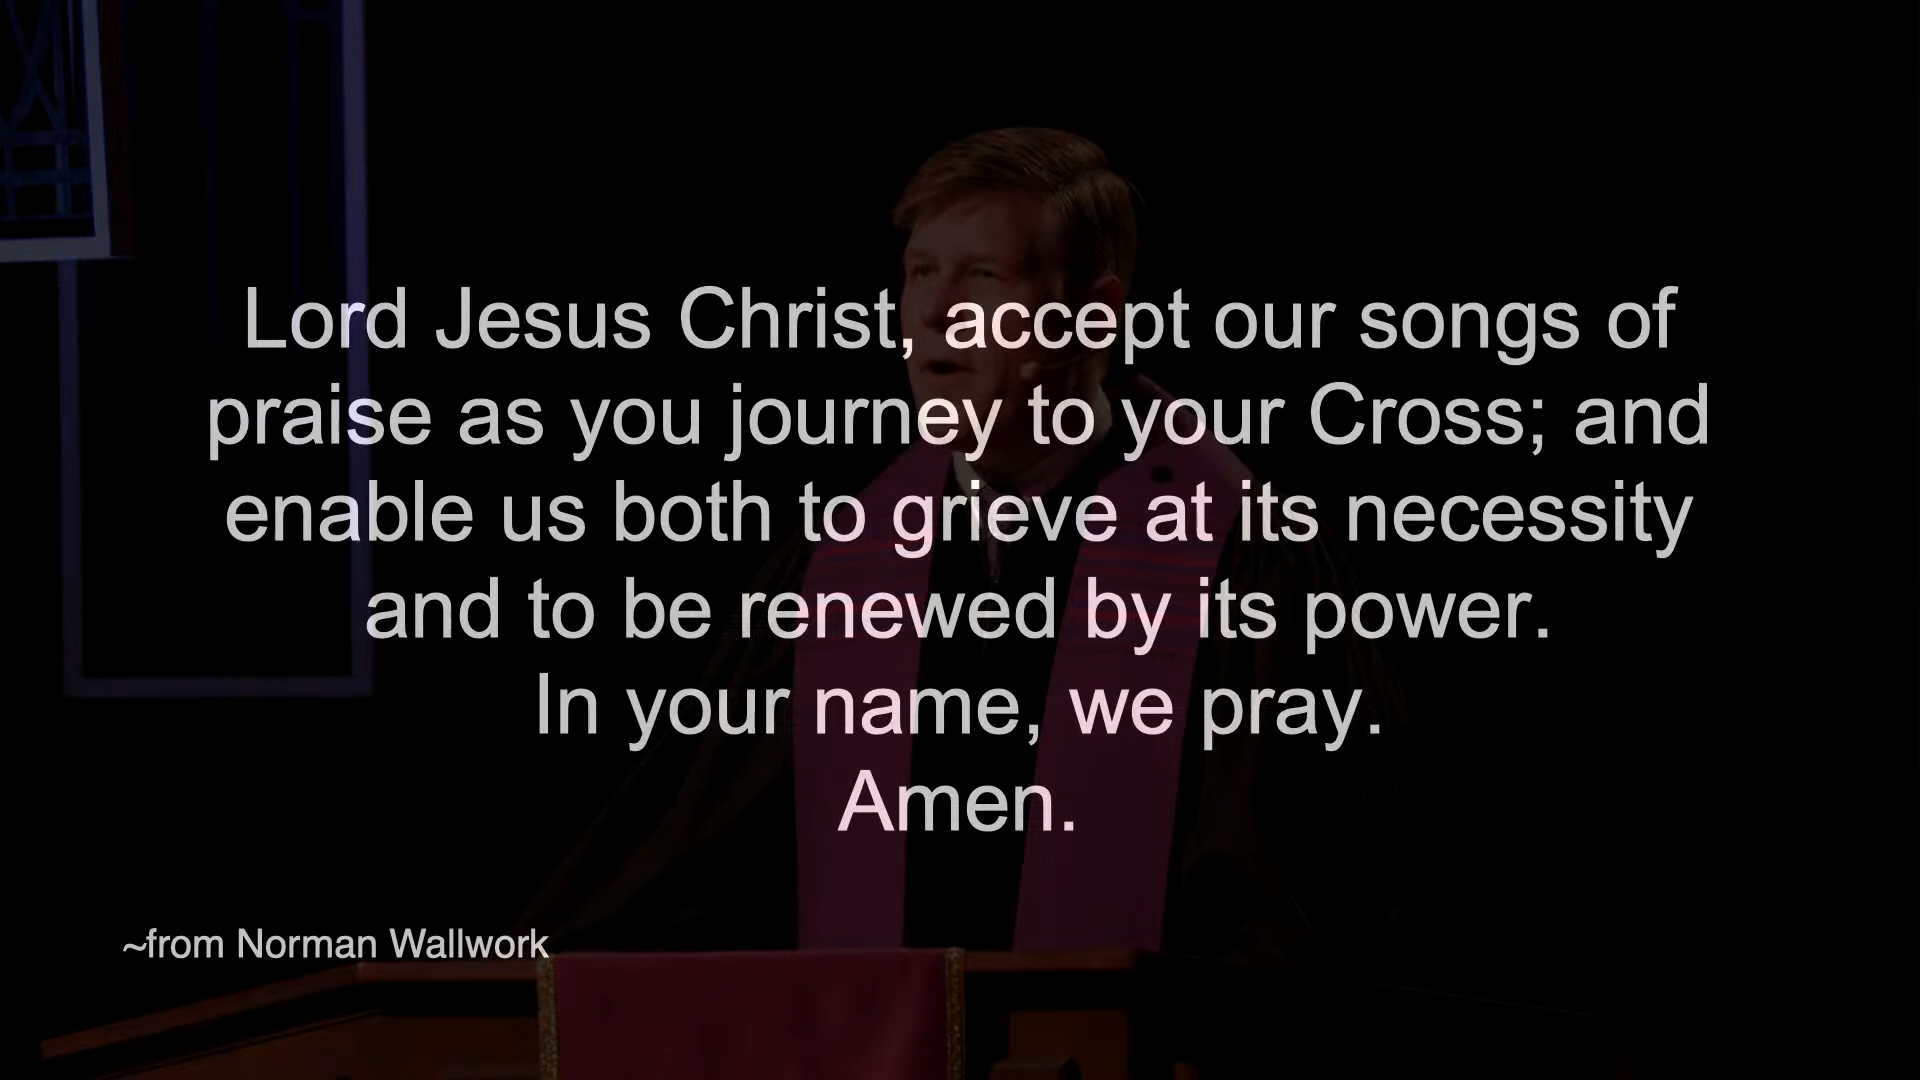 Lord Jesus Christ, accept our songs of
praise as you journey to your Cross; and
enable us both to grieve at its necessity
and to be renewed by its power.
In your name, we pray.
Amen.
~from Norman Wallwork